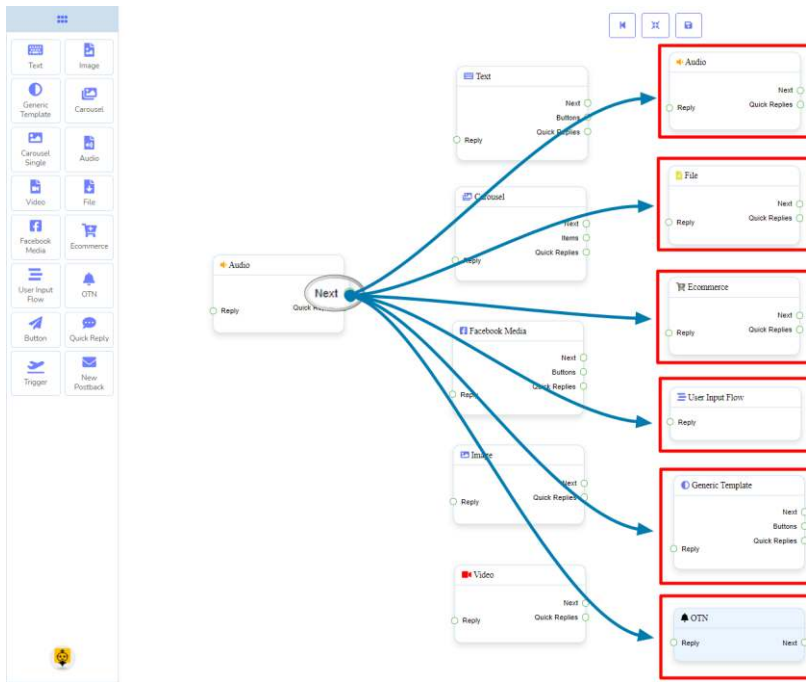 Text
Image
Generic
Template
Carousel
Carousel
Single
Audio
Video
File
Facebook
Media
Ecommerce
User Input
Flow
OTN
Button
Quick Reply
Trigger
New
Postback
Audio
Next
Reply
Text
Next
Buttons
Quick Replies
Reply
Carousel
Next
Items
Quick Replies
Reply
Facebook Media
Next
Buttons
Quick Replies
Reply
Image
Next
Quick Replies
Reply
Video
Next
Reply
Quick Replies
Audio
Next
Quick Replies
Reply
File
Next
Quick Replies
Reply
Ecommerce
Next
Quick Replies
Reply
User Input Flow
Reply
Generic Template
Next
Buttons
Quick Replies
Reply
OTN
Reply
Next